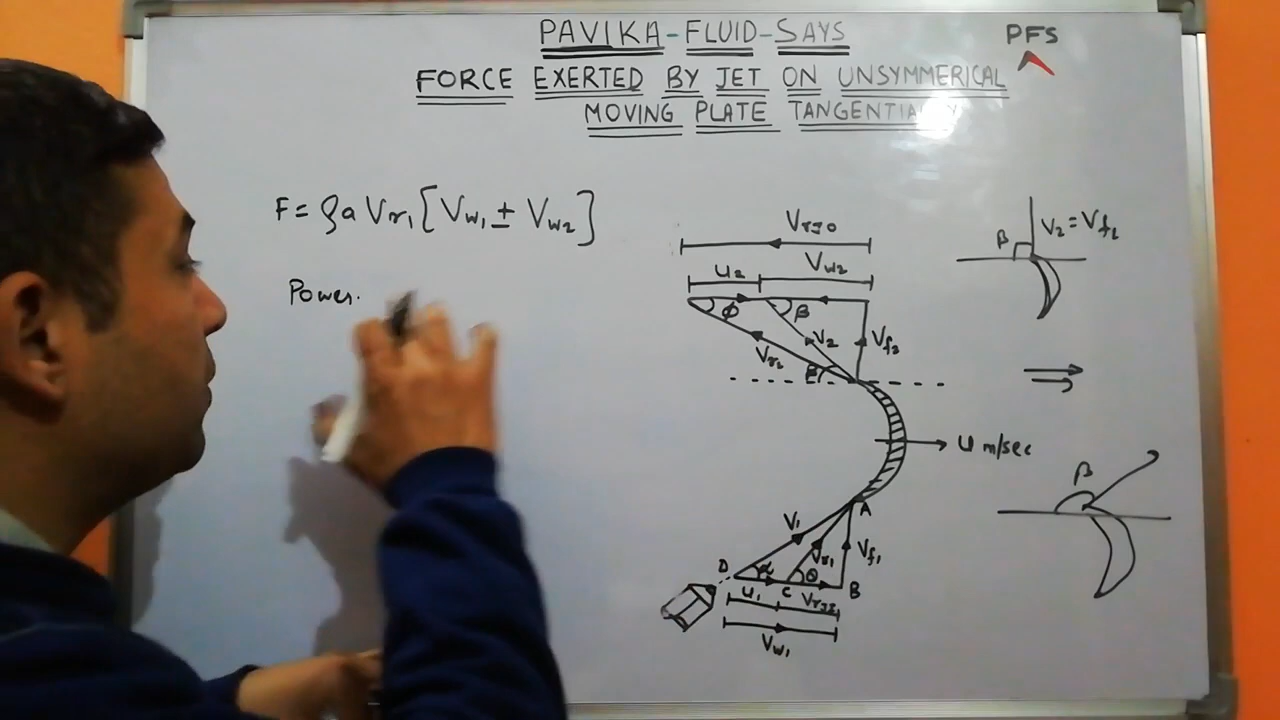 PAVIKA-FLUID-SAYS
PFS
FORCE EXERTED BY JET ON UNSYMMERICAL
MOVING PLATE
F = ρa Vr₁ [Vw₁ ± Vw₂]
Power.
u₂
Vw₂
ϕ
β
V₂
Vr₂
Vf₂
β
V₂ = Vf₂
u m/sec
β
A
V₁
Vr₁
Vf₁
D
α
θ
C
B
u₁
Vw₁